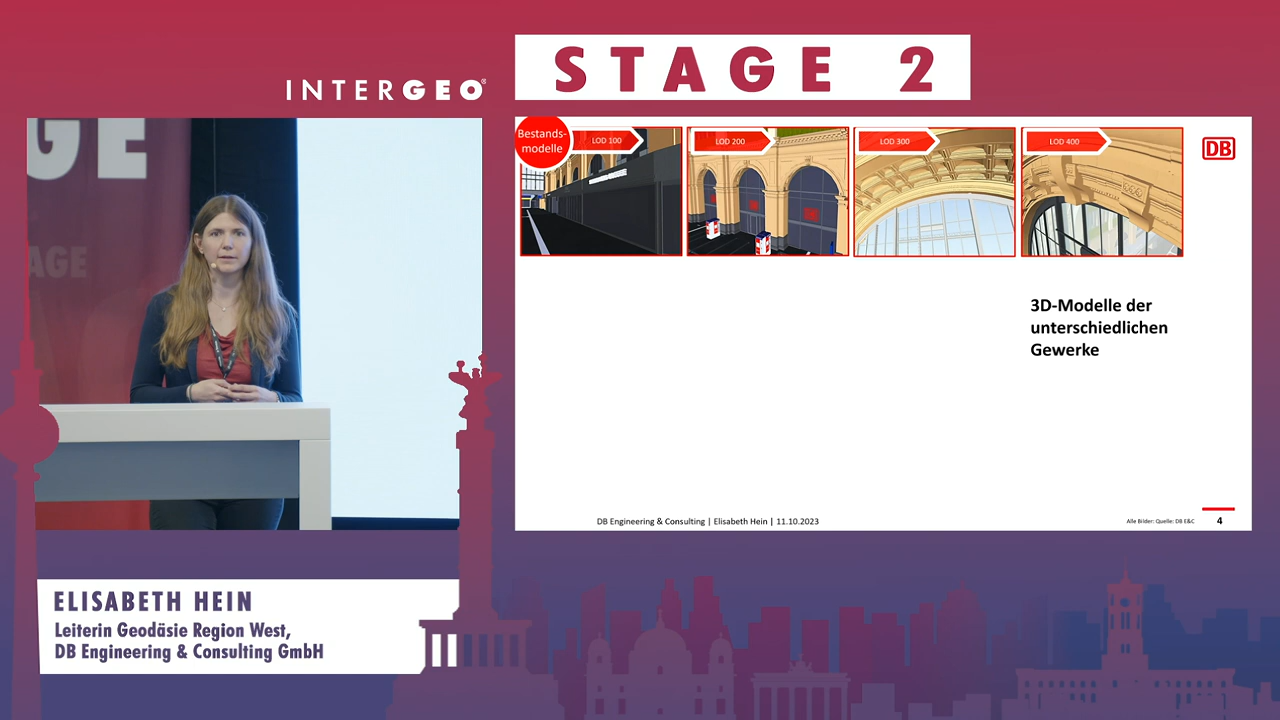 INTERGEO®
STAGE 2
GE
AGE
Bestands-
modelle
LOD 100
LOD 200
LOD 300
LOD 400
DB
3D-Modelle der
unterschiedlichen
Gewerke
DB Engineering & Consulting | Elisabeth Hein | 11.10.2023
Alle Bilder: Quelle: DB E&C
4
ELISABETH HEIN
Leiterin Geodäsie Region West,
DB Engineering & Consulting GmbH